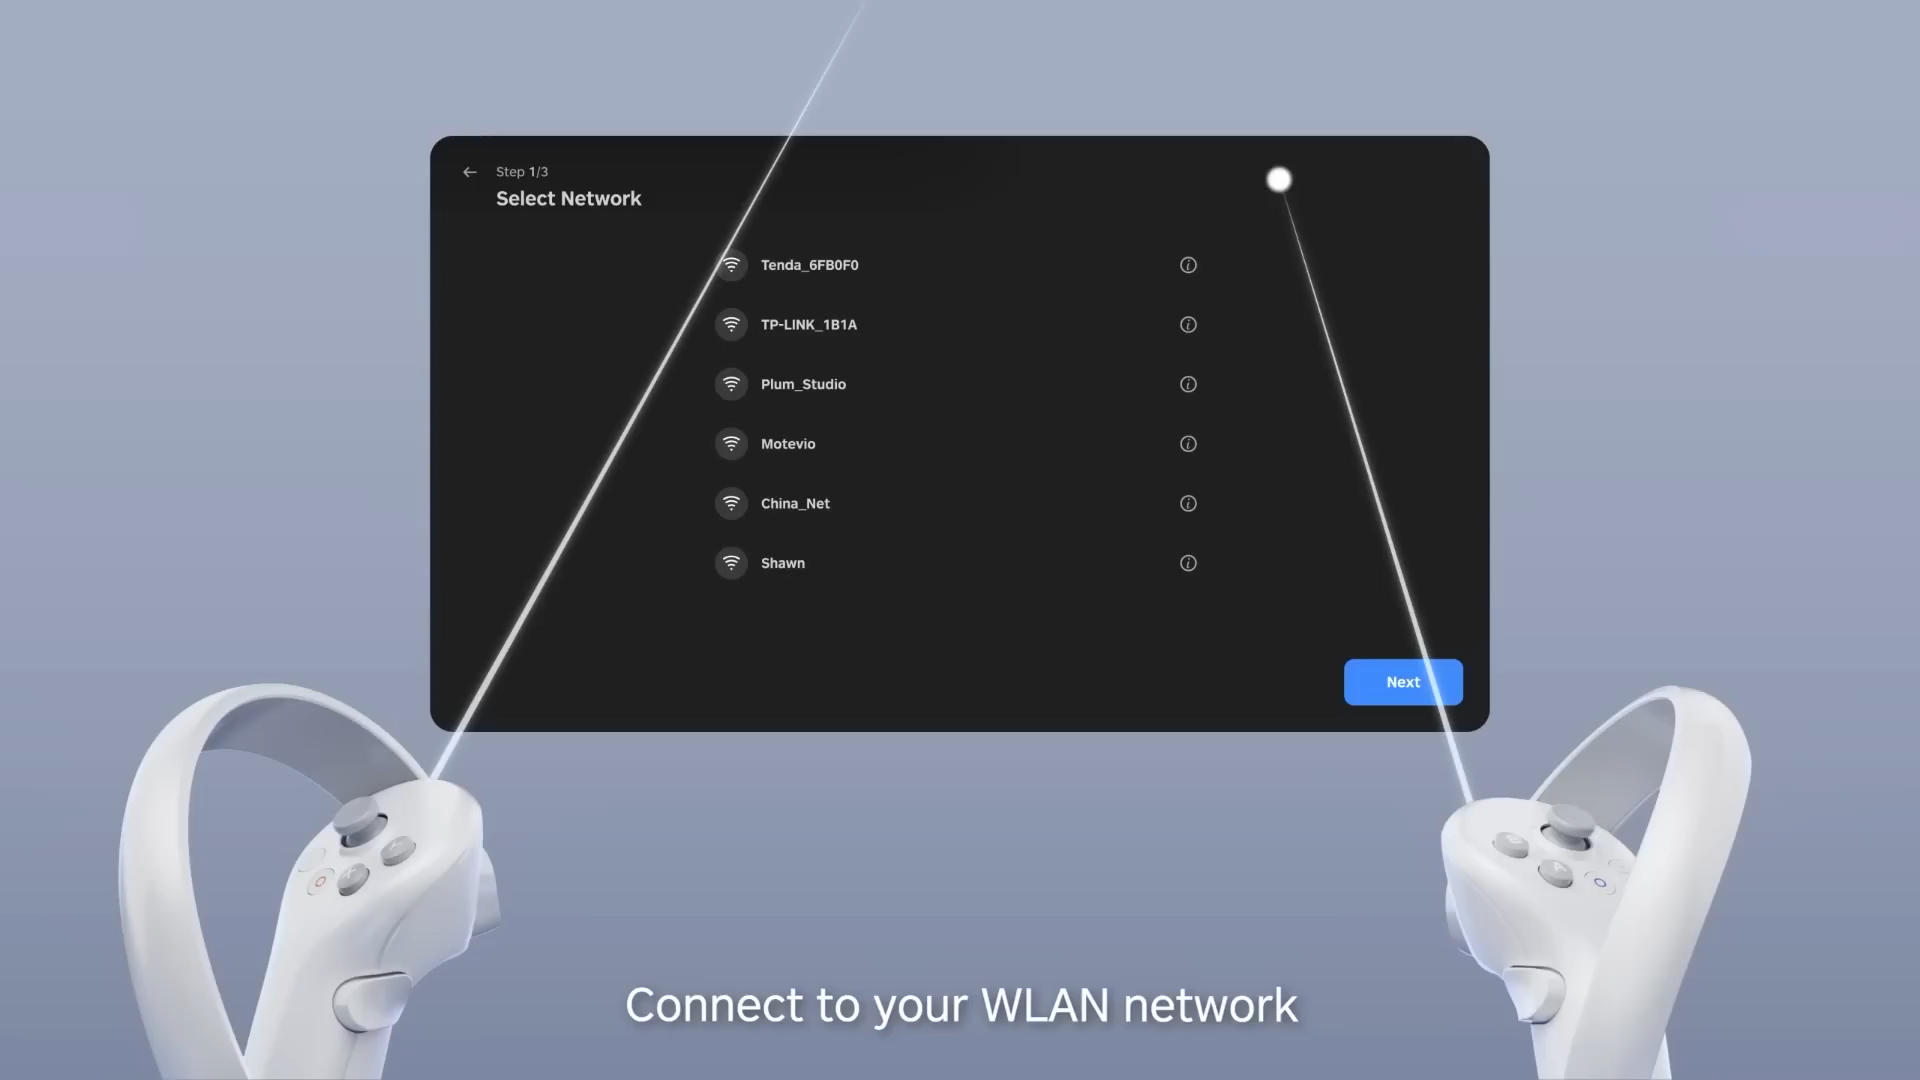 Step 1/3
Select Network
Tenda_6FB0F0
TP-LINK_1B1A
Plum_Studio
Motevio
China_Net
Shawn
Next
Connect to your WLAN network